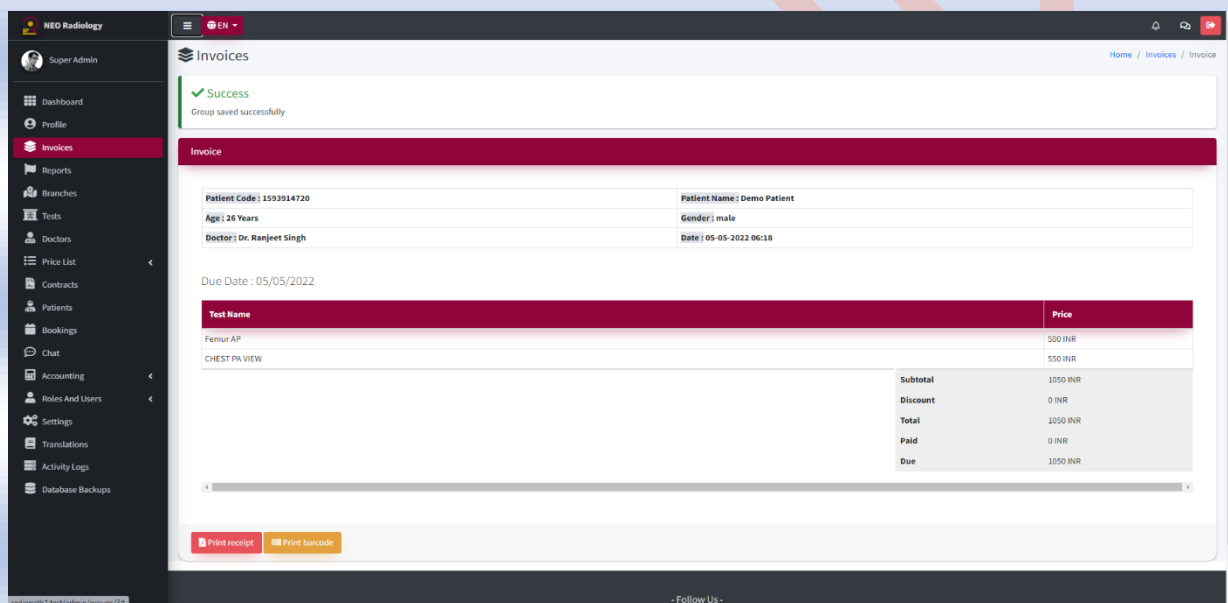 NEO Radiology
EN
Super Admin
Dashboard
Profile
Invoices
Reports
Branches
Tests
Doctors
Price List
Contracts
Patients
Bookings
Chat
Accounting
Roles And Users
Settings
Translations
Activity Logs
Database Backups
Invoices
Home / Invoices / Invoice
Success
Group saved successfully
Invoice
Patient Code : 1593914720 Patient Name : Demo Patient
Age : 26 Years Gender : male
Doctor : Dr. Ranjeet Singh Date : 05-05-2022 06:18
Due Date : 05/05/2022
Test Name Price
Femur AP 500 INR
CHEST PA VIEW 550 INR
Subtotal 1050 INR
Discount 0 INR
Total 1050 INR
Paid 0 INR
Due 1050 INR
Print receipt Print barcode
- Follow Us -